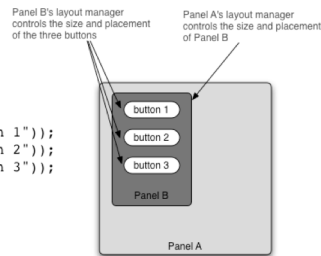 Panel B's layout manager
controls the size and placement
of the three buttons
Panel A's layout manager
controls the size and placement
of Panel B
button 1
button 2
button 3
Panel B
Panel A
1"));
2"));
3"));